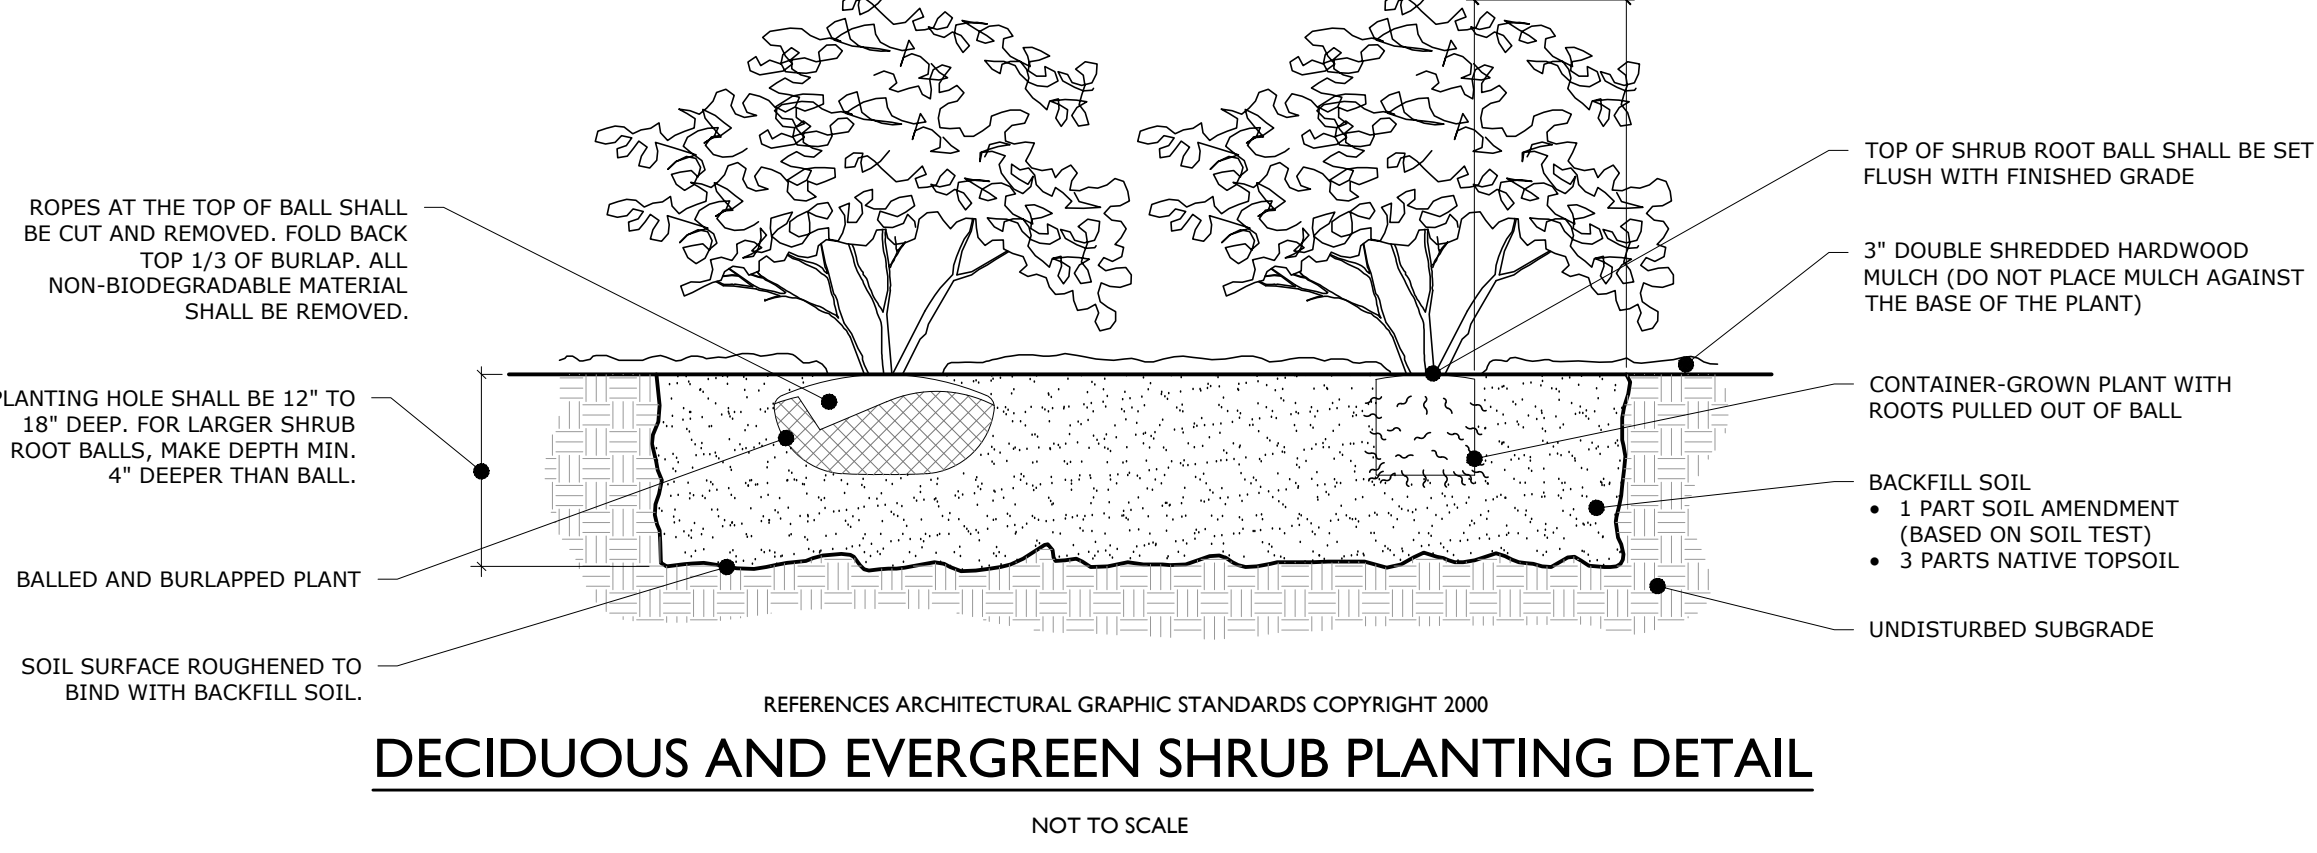 ROPES AT THE TOP OF BALL SHALL
BE CUT AND REMOVED. FOLD BACK
TOP 1/3 OF BURLAP. ALL
NON-BIODEGRADABLE MATERIAL
SHALL BE REMOVED.
PLANTING HOLE SHALL BE 12" TO
18" DEEP. FOR LARGER SHRUB
ROOT BALLS, MAKE DEPTH MIN.
4" DEEPER THAN BALL.
BALLED AND BURLAPPED PLANT
SOIL SURFACE ROUGHENED TO
BIND WITH BACKFILL SOIL.
TOP OF SHRUB ROOT BALL SHALL BE SET
FLUSH WITH FINISHED GRADE
3" DOUBLE SHREDDED HARDWOOD
MULCH (DO NOT PLACE MULCH AGAINST
THE BASE OF THE PLANT)
CONTAINER-GROWN PLANT WITH
ROOTS PULLED OUT OF BALL
BACKFILL SOIL
• 1 PART SOIL AMENDMENT
(BASED ON SOIL TEST)
• 3 PARTS NATIVE TOPSOIL
UNDISTURBED SUBGRADE
REFERENCES ARCHITECTURAL GRAPHIC STANDARDS COPYRIGHT 2000
DECIDUOUS AND EVERGREEN SHRUB PLANTING DETAIL
NOT TO SCALE